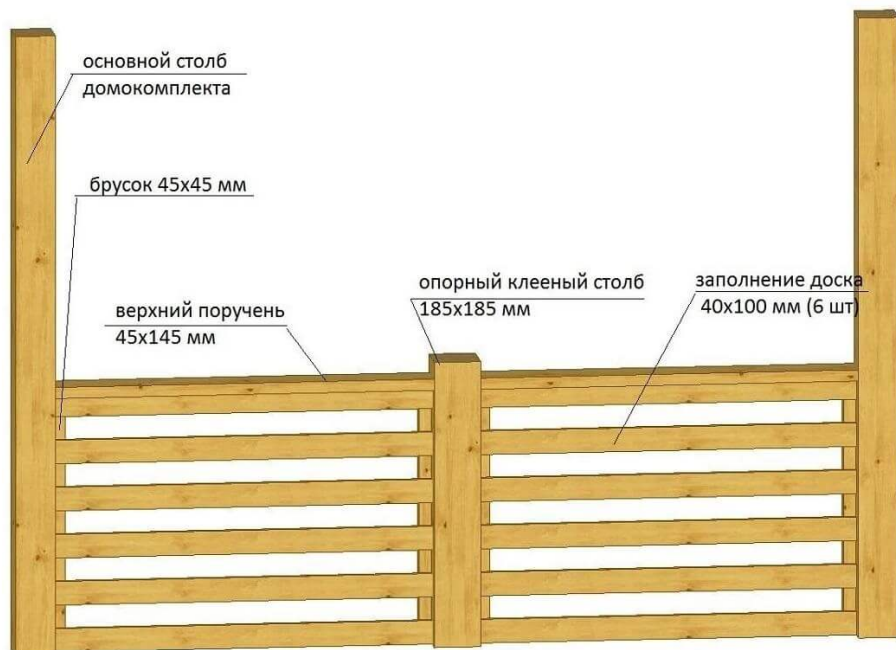 основной столб
домокомплекта
брусок 45х45 мм
опорный клееный столб
185х185 мм
заполнение доска
40х100 мм (6 шт)
верхний поручень
45х145 мм